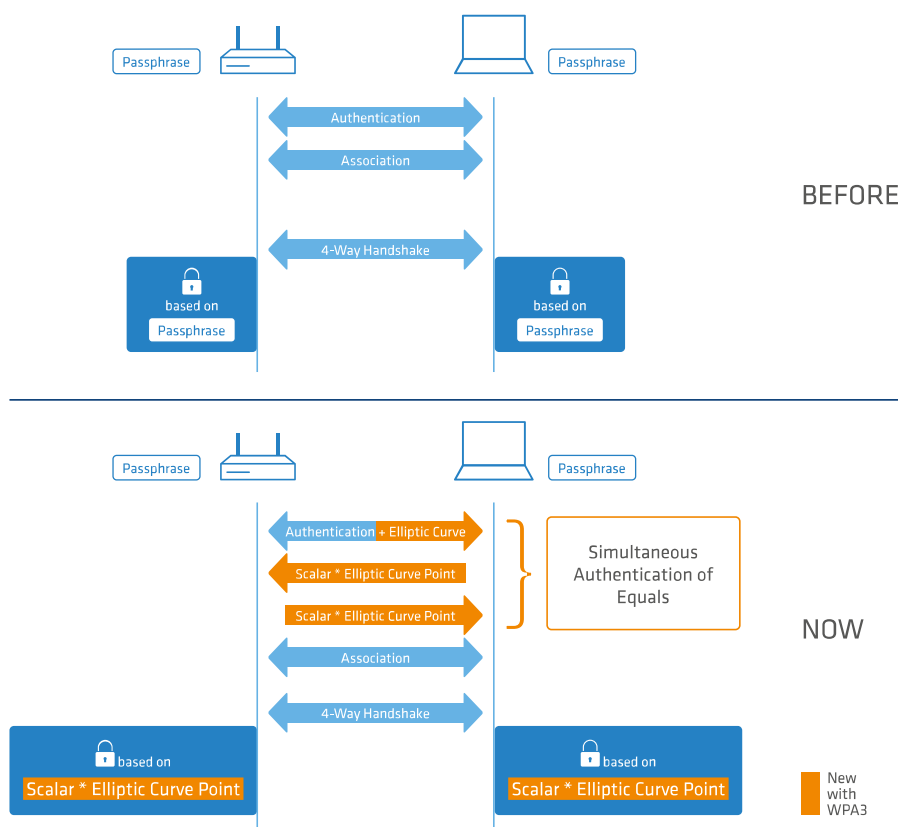 Passphrase
Passphrase
Authentication
Association
BEFORE
4-Way Handshake
based on
Passphrase
based on
Passphrase
Passphrase
Passphrase
Authentication + Elliptic Curve
Scalar * Elliptic Curve Point
Scalar * Elliptic Curve Point
Simultaneous
Authentication of
Equals
NOW
Association
4-Way Handshake
based on
Scalar * Elliptic Curve Point
based on
Scalar * Elliptic Curve Point
New
with
WPA3